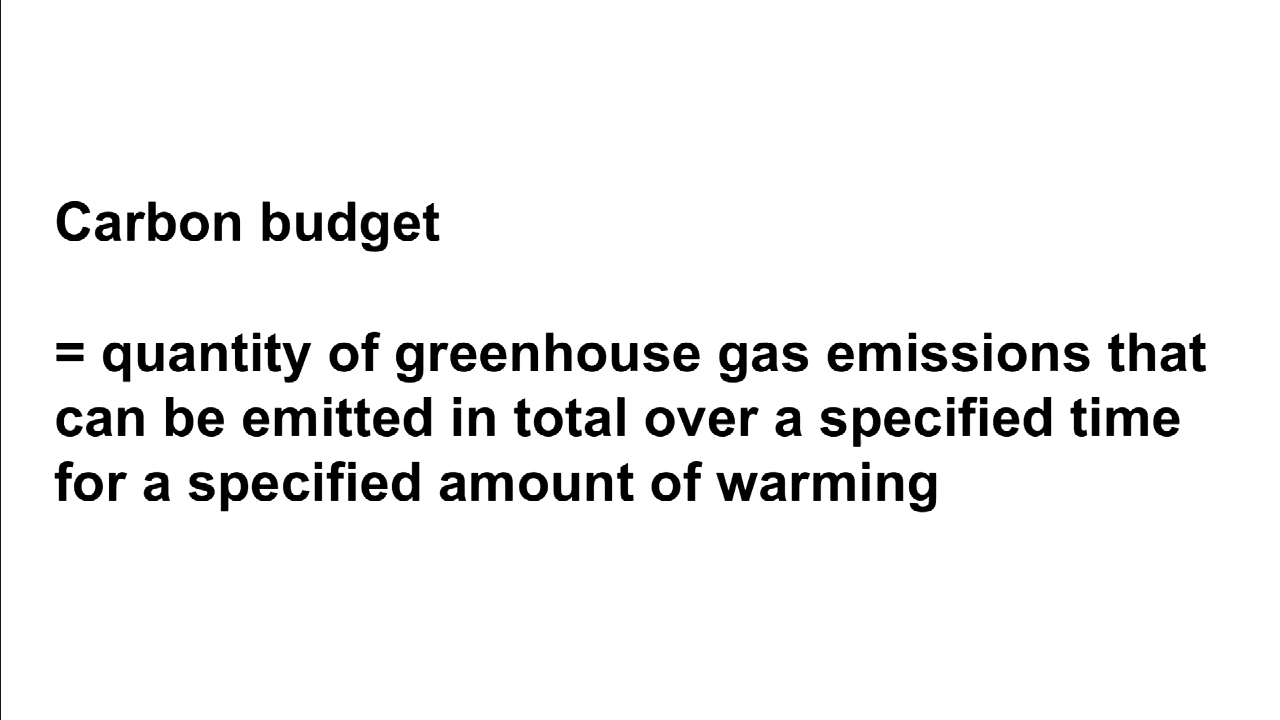 Carbon budget
= quantity of greenhouse gas emissions that
can be emitted in total over a specified time
for a specified amount of warming